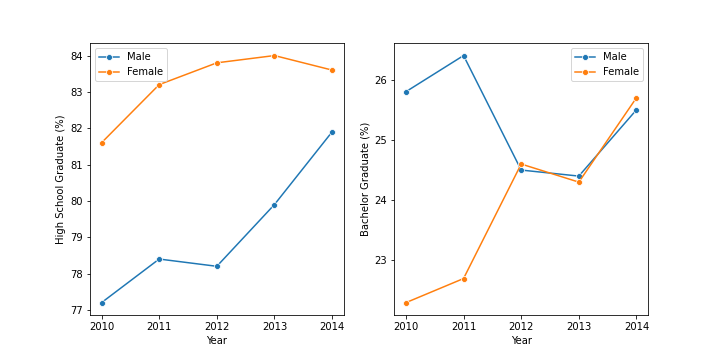 High School Graduate (%)
84
83
82
81
80
79
78
77
Male
Female
2010 2011 2012 2013 2014
Year
Bachelor Graduate (%)
26
25
24
23
Male
Female
2010 2011 2012 2013 2014
Year